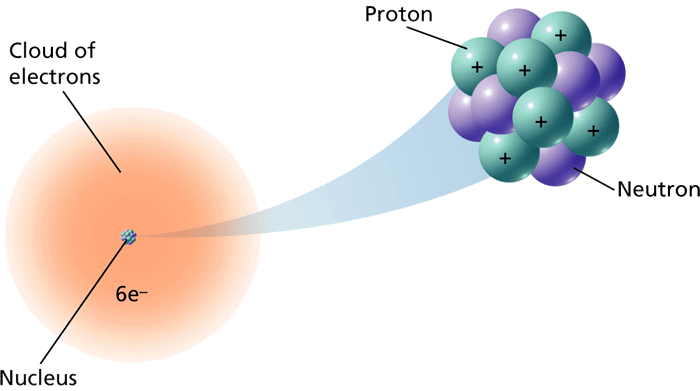 Proton
Cloud of
electrons
+
+
+
+
+
+
Neutron
6e–
Nucleus